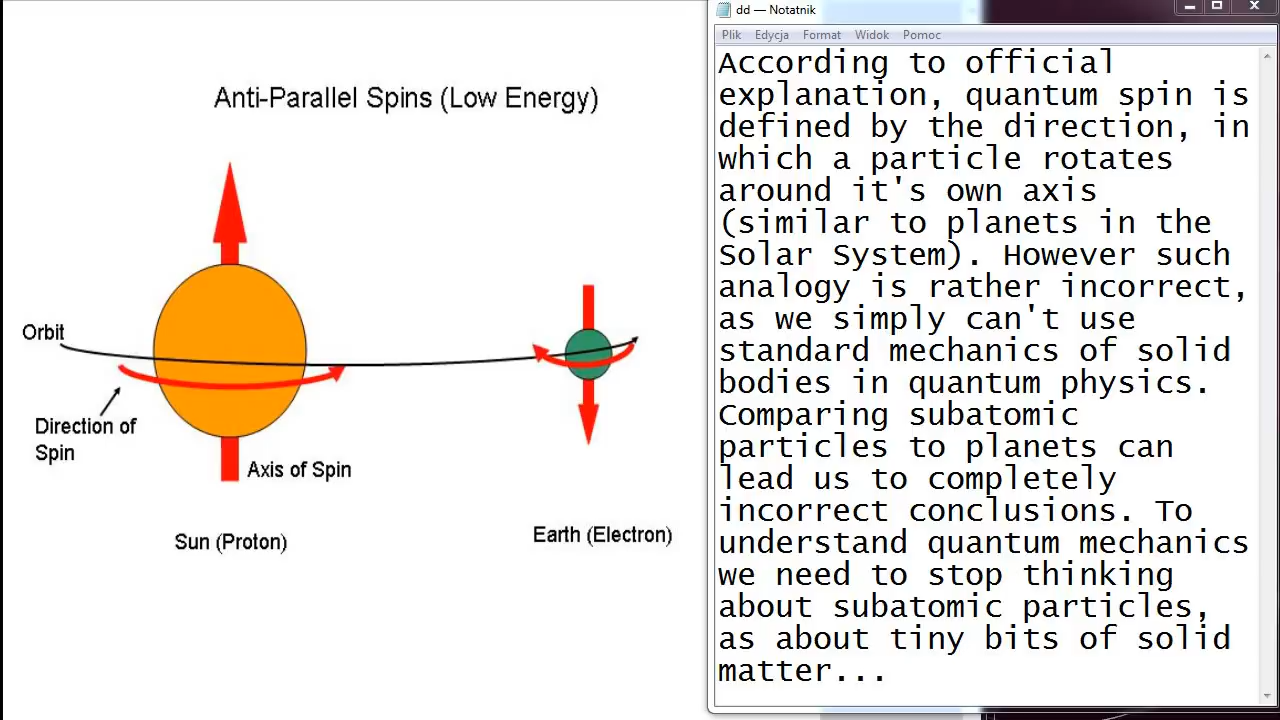 Anti-Parallel Spins (Low Energy)
Orbit
Direction of
Spin
Axis of Spin
Sun (Proton)
Earth (Electron)
dd — Notatnik
Plik Edycja Format Widok Pomoc
According to official
explanation, quantum spin is
defined by the direction, in
which a particle rotates
around it's own axis
(similar to planets in the
Solar System). However such
analogy is rather incorrect,
as we simply can't use
standard mechanics of solid
bodies in quantum physics.
Comparing subatomic
particles to planets can
lead us to completely
incorrect conclusions. To
understand quantum mechanics
we need to stop thinking
about subatomic particles,
as about tiny bits of solid
matter...